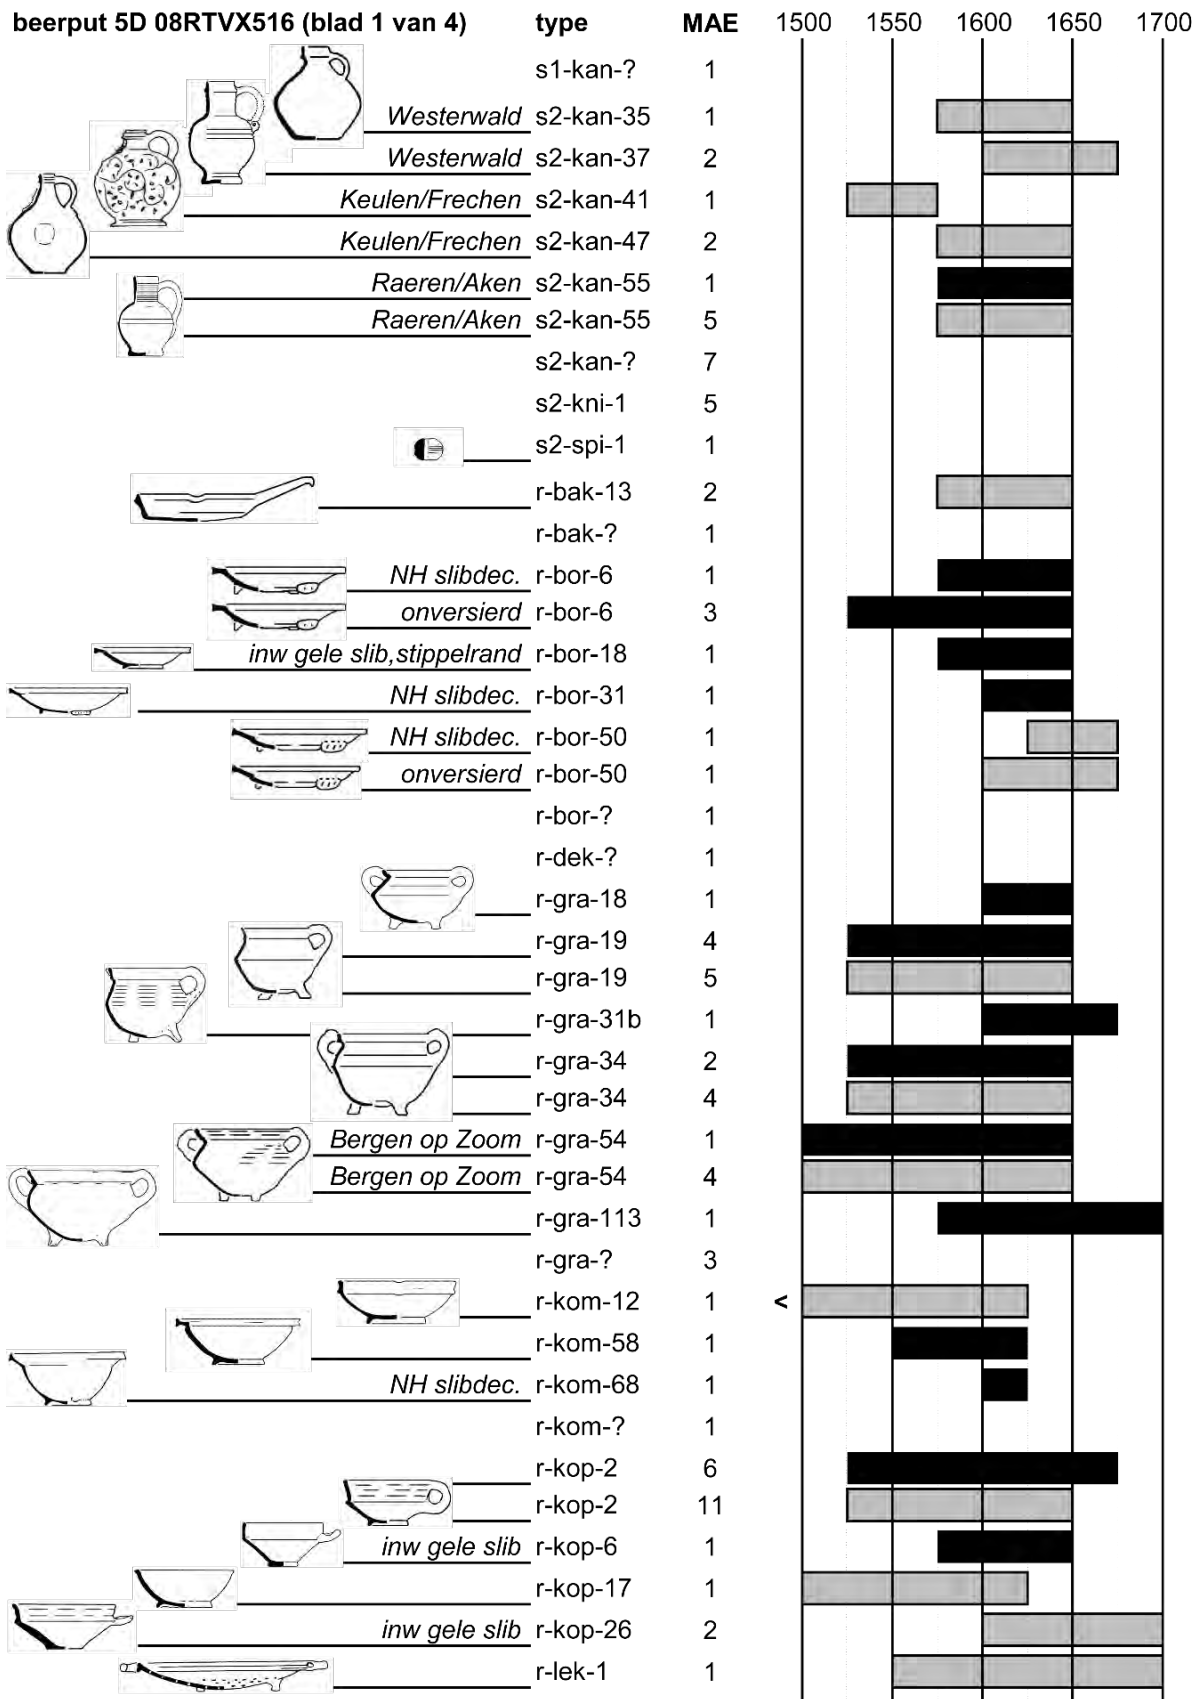 beerput 5D 08RTVX516 (blad 1 van 4) type MAE 1500 1550 1600 1650 1700
s1-kan-? 1
Westerwald s2-kan-35 1
Westerwald s2-kan-37 2
Keulen/Frechen s2-kan-41 1
Keulen/Frechen s2-kan-47 2
Raeren/Aken s2-kan-55 1
Raeren/Aken s2-kan-55 5
s2-kan-? 7
s2-kni-1 5
s2-spi-1 1
r-bak-13 2
r-bak-? 1
NH slibdec. r-bor-6 1
onversierd r-bor-6 3
inw gele slib,stippelrand r-bor-18 1
NH slibdec. r-bor-31 1
NH slibdec. r-bor-50 1
onversierd r-bor-50 1
r-bor-? 1
r-dek-? 1
r-gra-18 1
r-gra-19 4
r-gra-19 5
r-gra-31b 1
r-gra-34 2
r-gra-34 4
Bergen op Zoom r-gra-54 1
Bergen op Zoom r-gra-54 4
r-gra-113 1
r-gra-? 3
r-kom-12 1 <
r-kom-58 1
NH slibdec. r-kom-68 1
r-kom-? 1
r-kop-2 6
r-kop-2 11
inw gele slib r-kop-6 1
r-kop-17 1
inw gele slib r-kop-26 2
r-lek-1 1